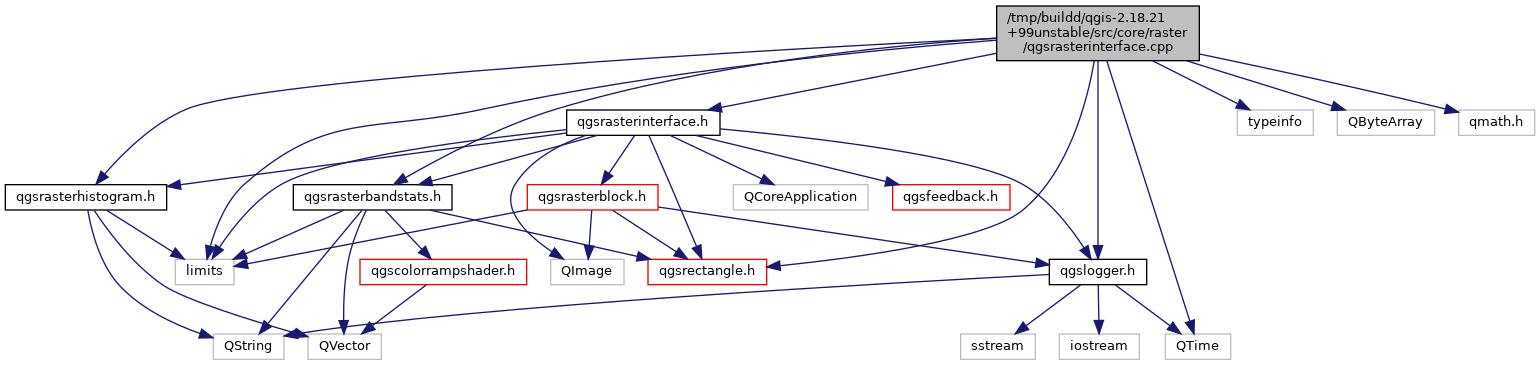 /tmp/buildd/qgis-2.18.21
+99unstable/src/core/raster
/qgsrasterinterface.cpp
qgsrasterinterface.h
typeinfo
QByteArray
qmath.h
qgsrasterhistogram.h
qgsrasterbandstats.h
qgsrasterblock.h
QCoreApplication
qgsfeedback.h
limits
qgscolorrampshader.h
QImage
qgsrectangle.h
qgslogger.h
QString
QVector
sstream
iostream
QTime